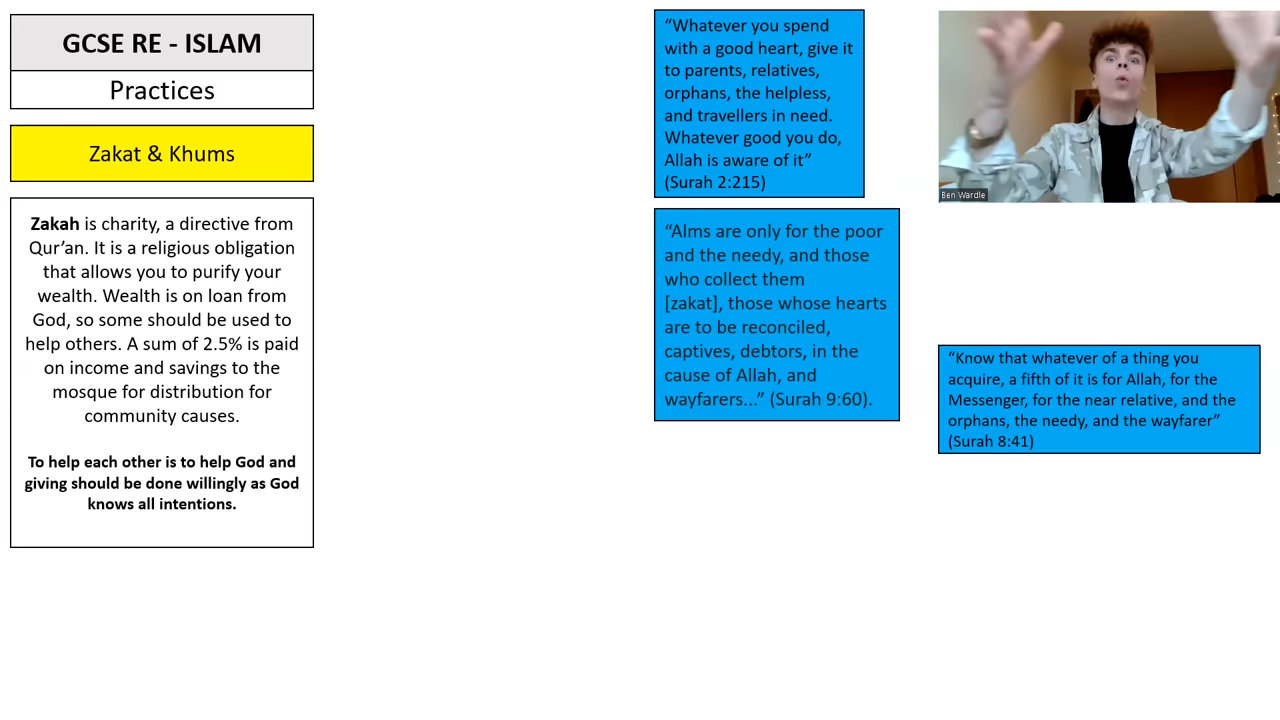 GCSE RE - ISLAM
Practices
Zakat & Khums
Zakah is charity, a directive from
Qur’an. It is a religious obligation
that allows you to purify your
wealth. Wealth is on loan from
God, so some should be used to
help others. A sum of 2.5% is paid
on income and savings to the
mosque for distribution for
community causes.
To help each other is to help God and
giving should be done willingly as God
knows all intentions.
“Whatever you spend
with a good heart, give it
to parents, relatives,
orphans, the helpless,
and travellers in need.
Whatever good you do,
Allah is aware of it”
(Surah 2:215)
“Alms are only for the poor
and the needy, and those
who collect them
[zakat], those whose hearts
are to be reconciled,
captives, debtors, in the
cause of Allah, and
wayfarers...” (Surah 9:60).
Ben Wardle
“Know that whatever of a thing you
acquire, a fifth of it is for Allah, for the
Messenger, for the near relative, and the
orphans, the needy, and the wayfarer”
(Surah 8:41)